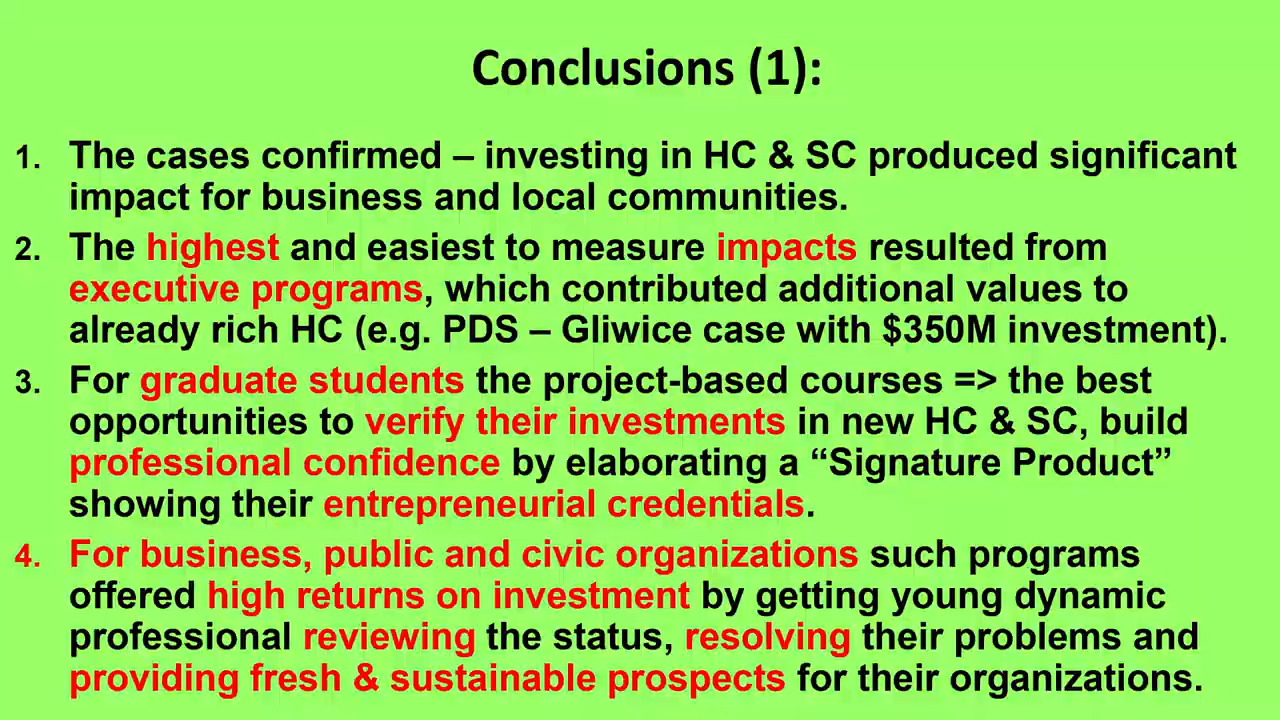 Conclusions (1):
1. The cases confirmed – investing in HC & SC produced significant
impact for business and local communities.
2. The highest and easiest to measure impacts resulted from
executive programs, which contributed additional values to
already rich HC (e.g. PDS – Gliwice case with $350M investment).
3. For graduate students the project-based courses => the best
opportunities to verify their investments in new HC & SC, build
professional confidence by elaborating a “Signature Product”
showing their entrepreneurial credentials.
4. For business, public and civic organizations such programs
offered high returns on investment by getting young dynamic
professional reviewing the status, resolving their problems and
providing fresh & sustainable prospects for their organizations.